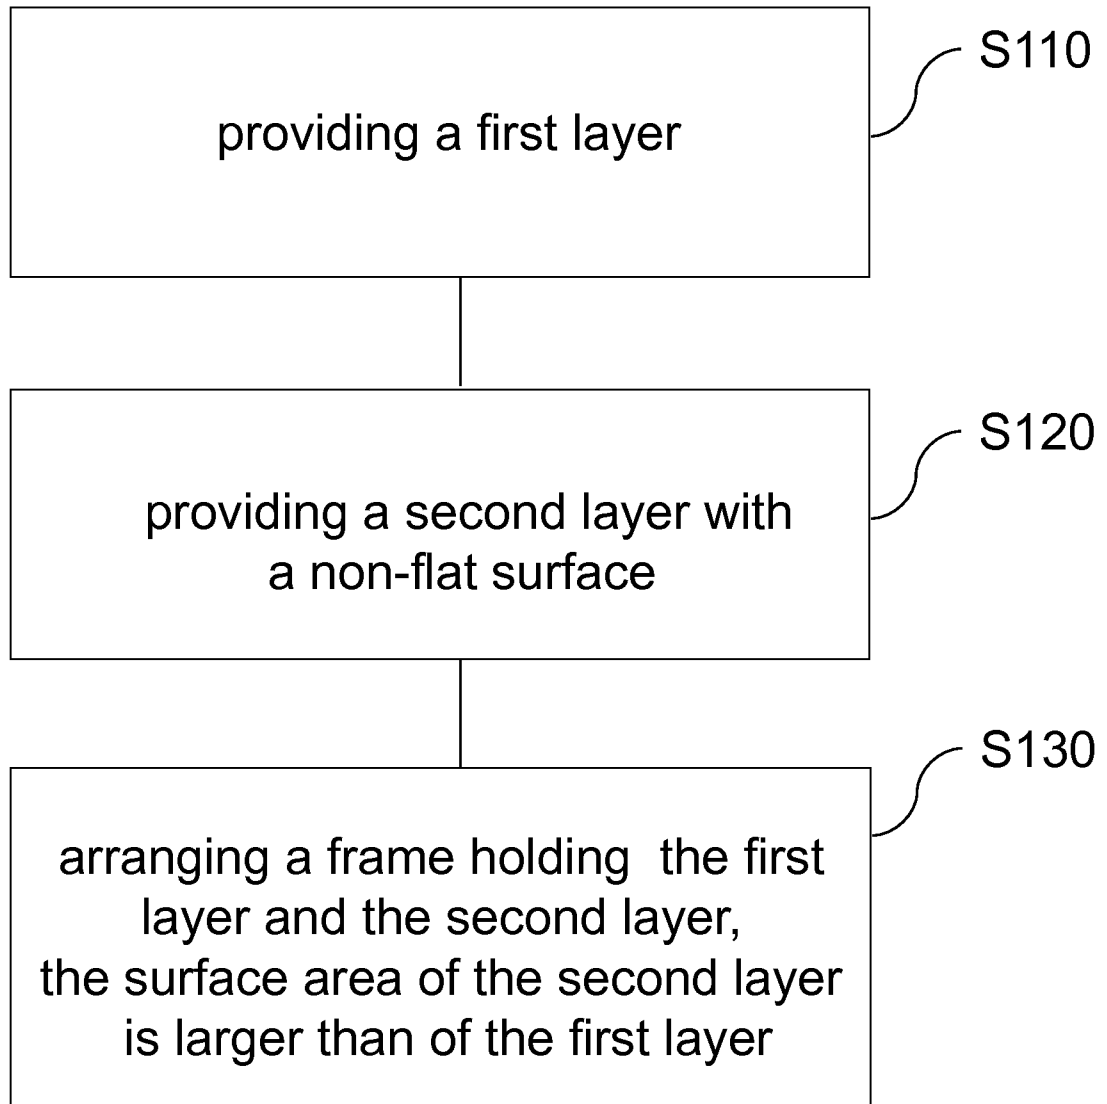 S110
providing a first layer
S120
providing a second layer with
a non-flat surface
S130
arranging a frame holding  the first
layer and the second layer,
the surface area of the second layer
is larger than of the first layer